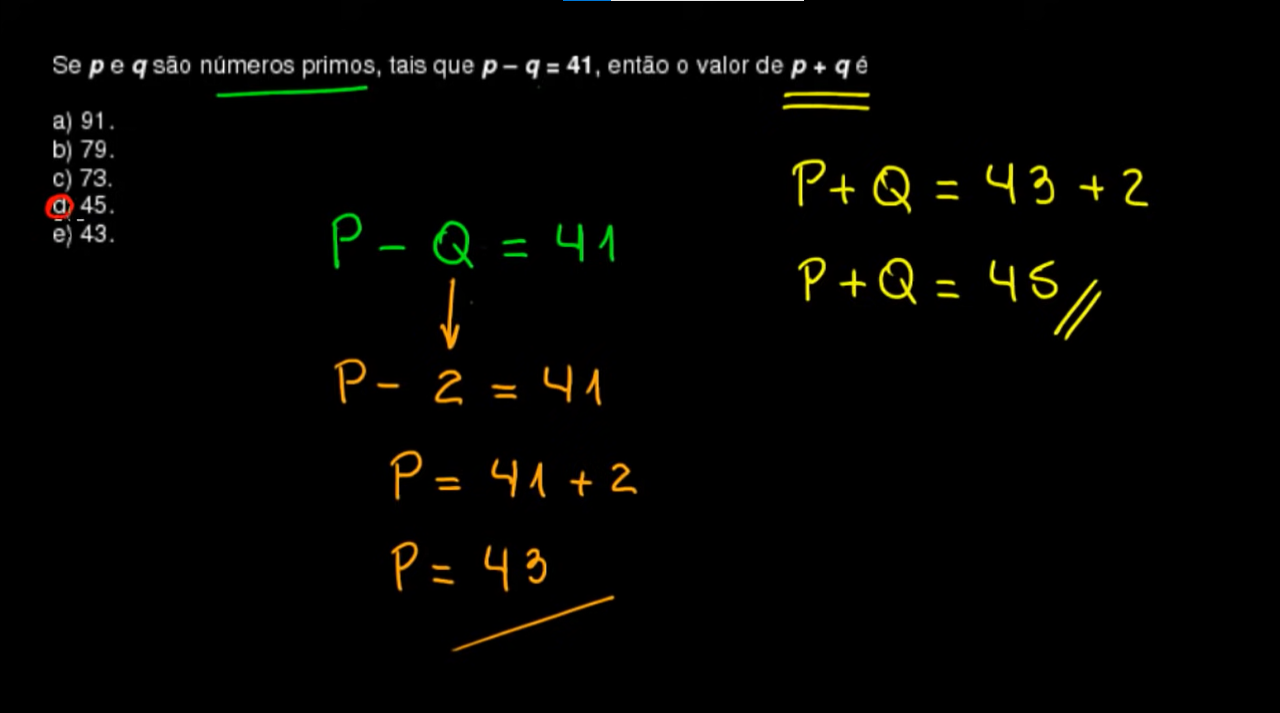 Se p e q são números primos, tais que p – q = 41, então o valor de p + q é
a) 91.
b) 79.
c) 73.
d) 45.
e) 43.
P - Q = 41
P - 2 = 41
P = 41 + 2
P = 43
P + Q = 43 + 2
P + Q = 45